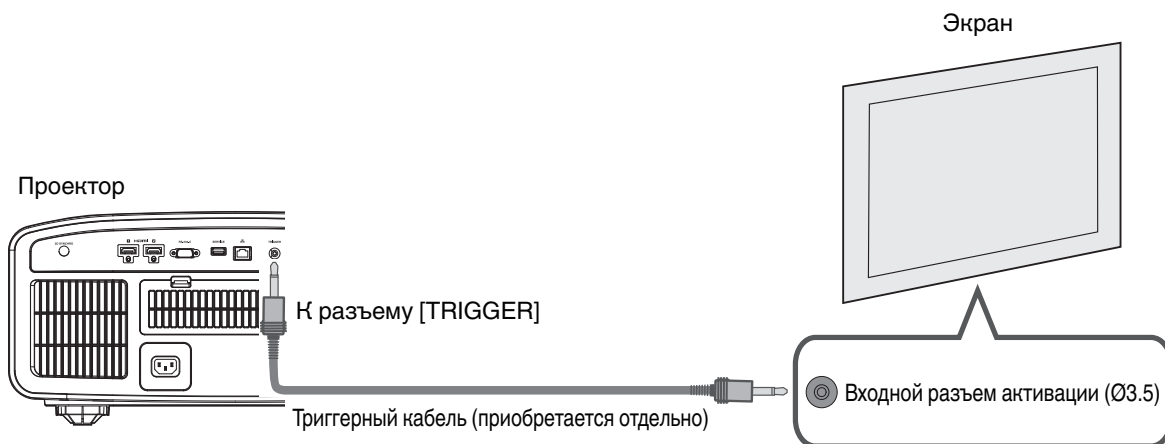 Экран
Проектор
К разъему [TRIGGER]
Входной разъем активации (Ø3.5)
Триггерный кабель (приобретается отдельно)